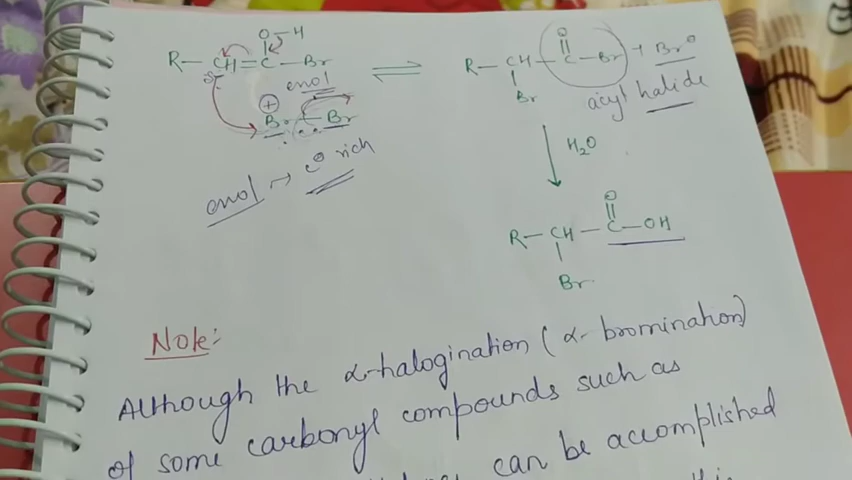 O-H
O
R-CH=C-Br
enol
Br-Br
enol → e⊖ rich
R-CH-C-Br + Br⊖
Br
acyl halide
H₂O
O
R-CH-C-OH
Br
Note:-
Although the α-halogination (α-bromination)
of some carbonyl compounds such as
can be accomplished